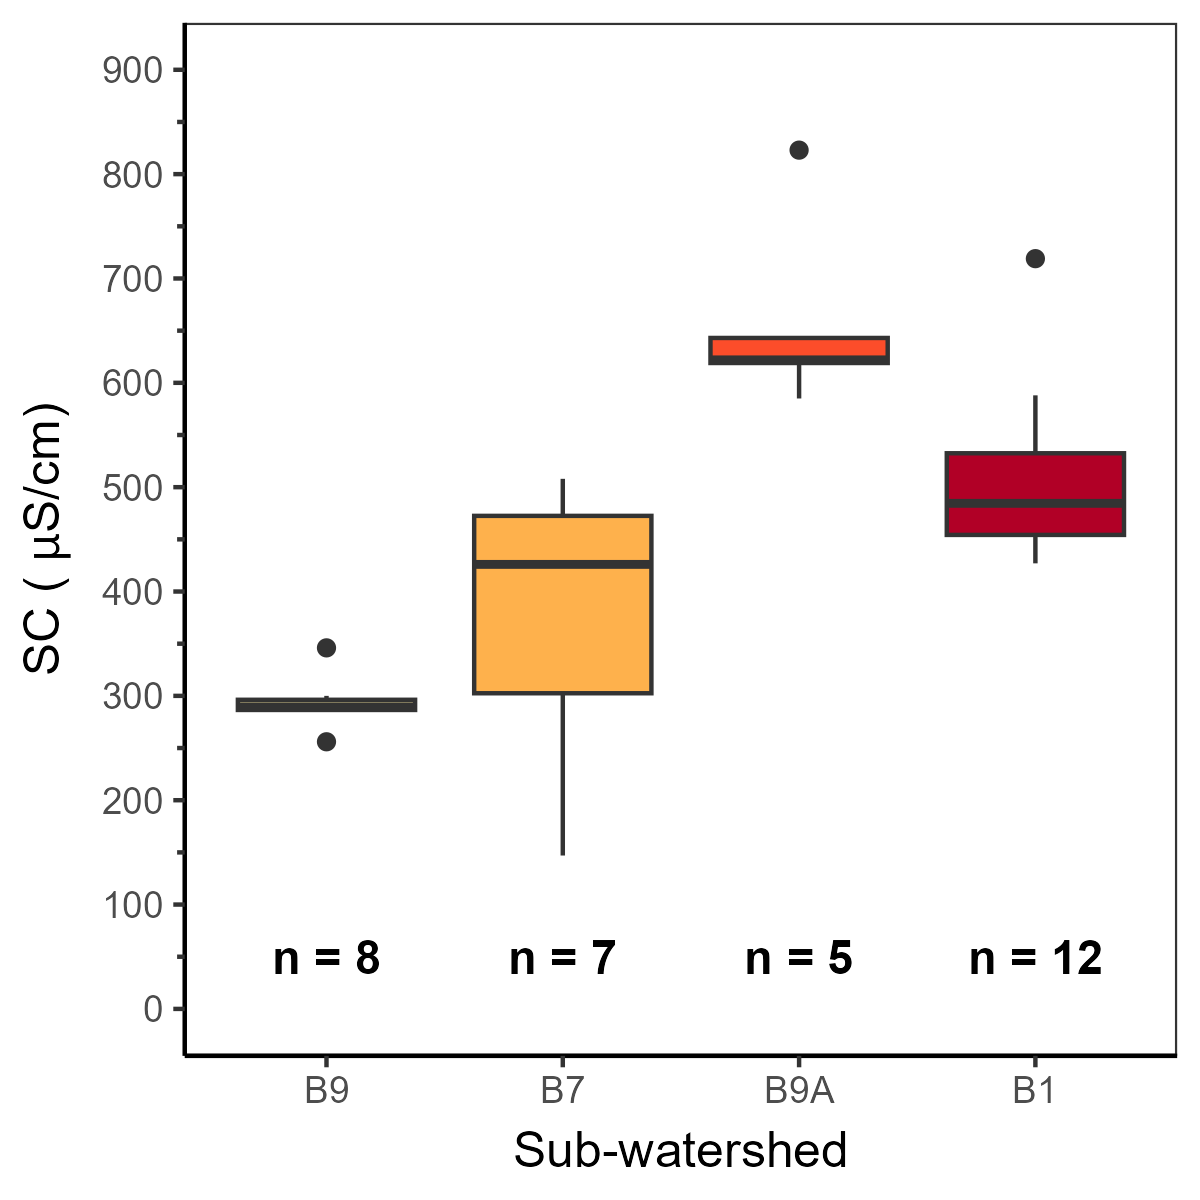 SC ( µS/cm)
900
800
700
600
500
400
300
200
100
0
n = 8
n = 7
n = 5
n = 12
B9
B7
B9A
B1
Sub-watershed